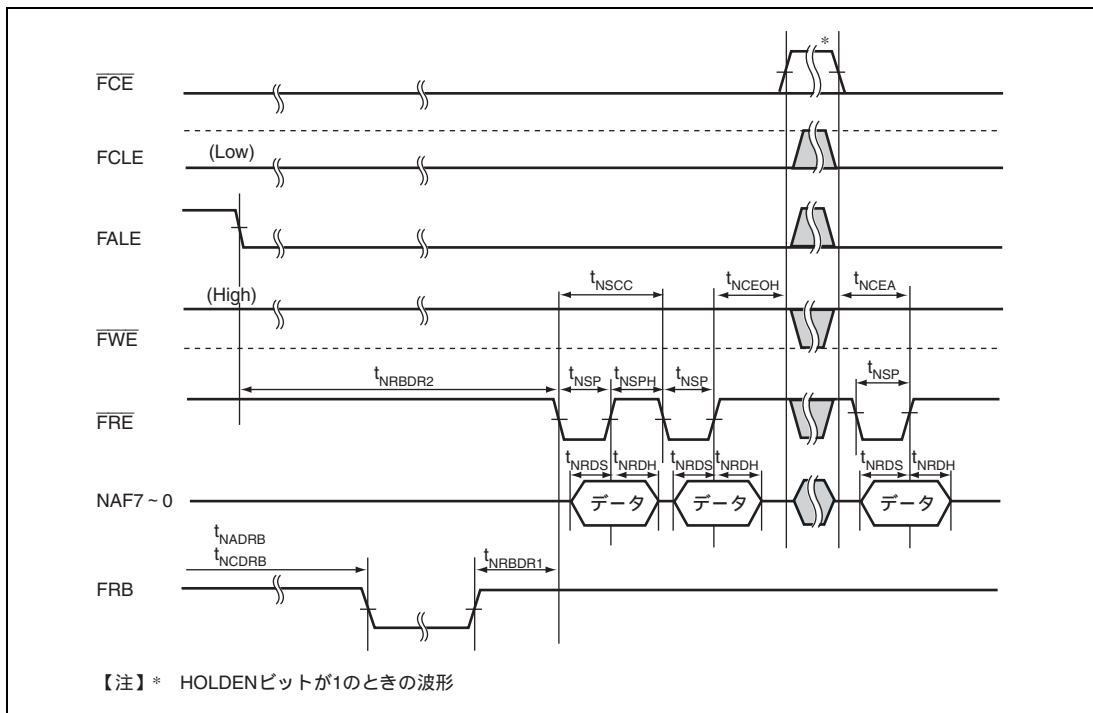 *
FCE
FCLE (Low)
FALE
(High) tNSCC tNCEOH tNCEA
FWE
tNRBDR2 tNSP tNSPH tNSP tNSP
FRE
tNRDS tNRDH tNRDS tNRDH tNRDS tNRDH
NAF7~0 データ データ データ
tNADRB
tNCDRB tNRBDR1
FRB
【注】* HOLDENビットが1のときの波形